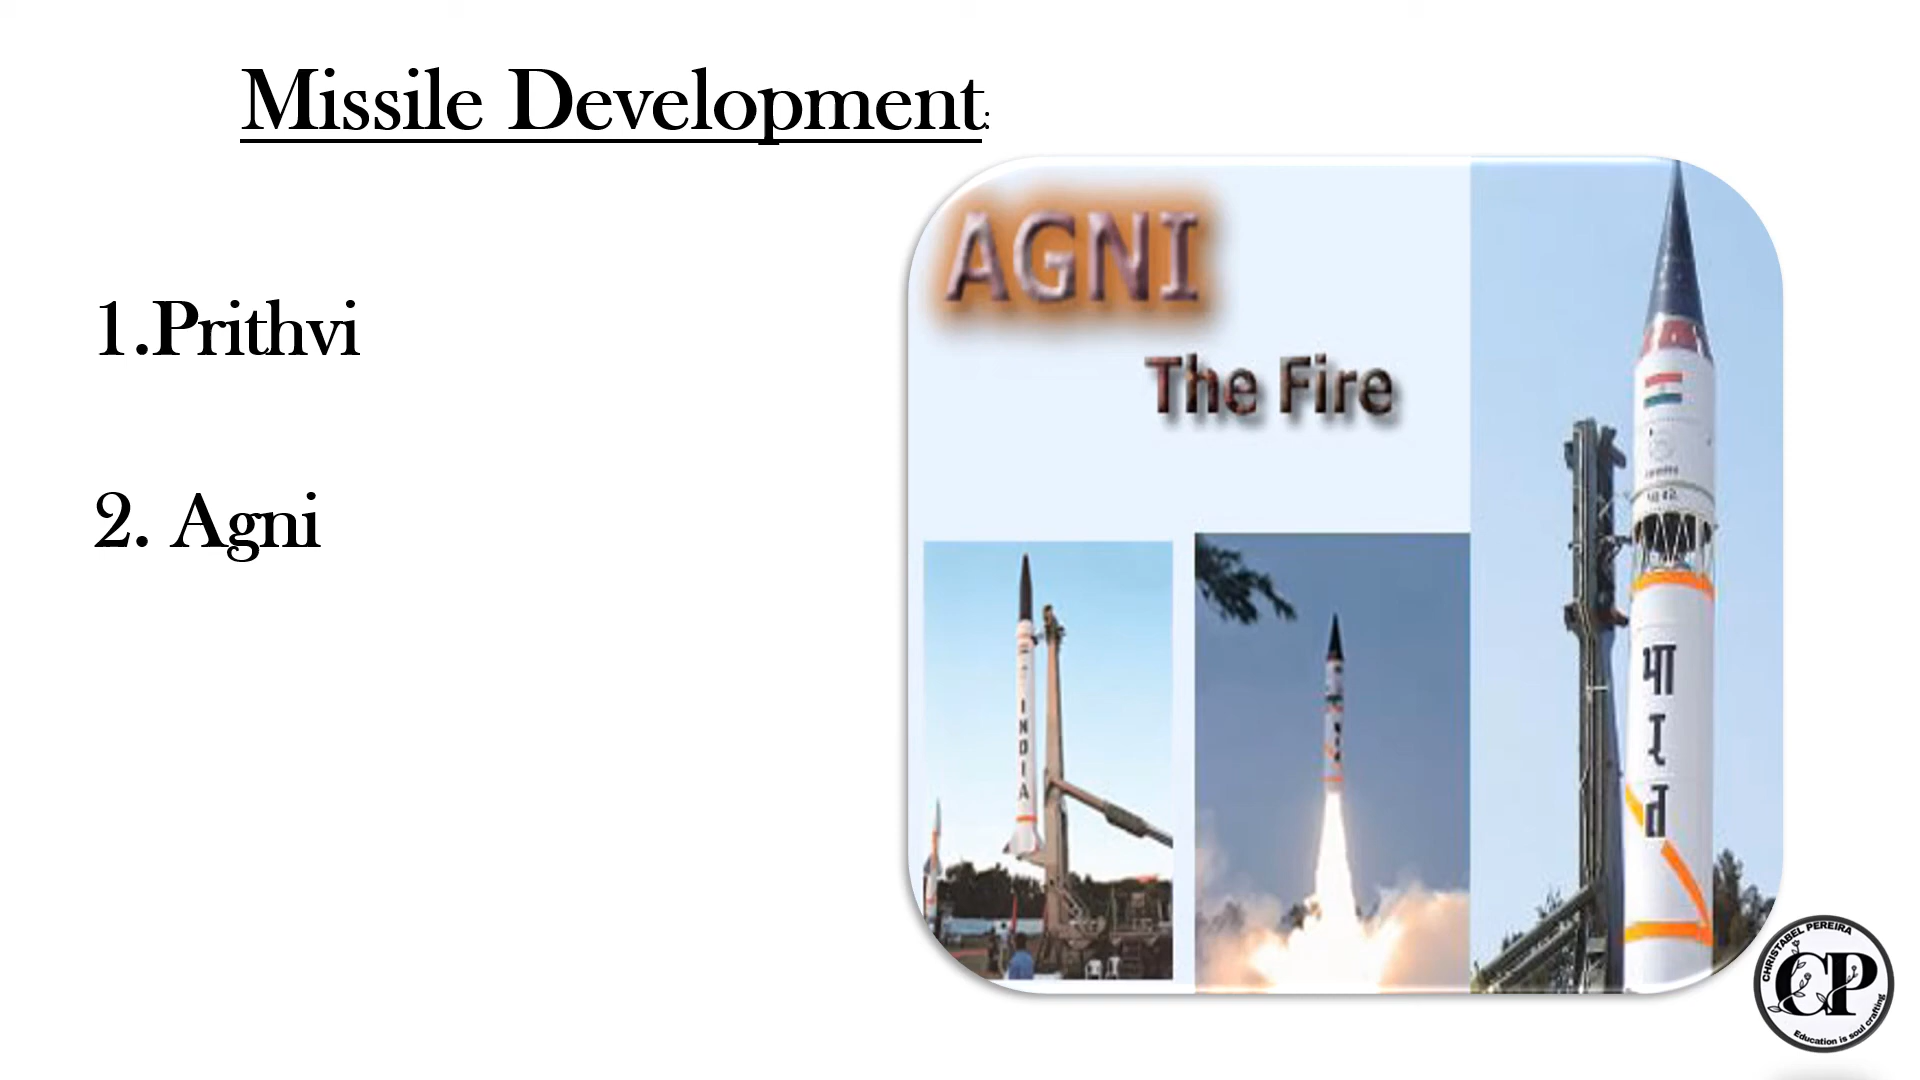 Missile Development:
1.Prithvi
2. Agni
AGNI
The Fire
INDIA
भारत
CHRISTABEL PEREIRA
CP
Education is soul crafting